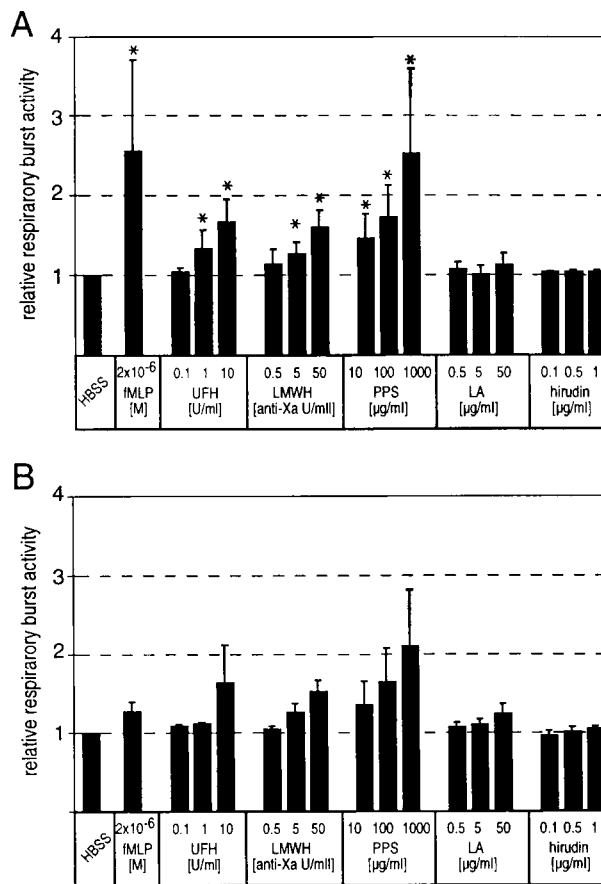 A
relative respirarory burst activity
4
3
2
1
* * * * * * * *
HBSS
2x10-6 0.1 1 10 0.5 5 50 10 100 1000 0.5 5 50 0.1 0.5 1
fMLP UFH LMWH PPS LA hirudin
[M] [U/ml] [anti-Xa U/mll] [µg/ml] [µg/ml] [µg/ml]
B
relative respirarory burst activity
4
3
2
1
HBSS
2x10-6 0.1 1 10 0.5 5 50 10 100 1000 0.5 5 50 0.1 0.5 1
fMLP UFH LMWH PPS LA hirudin
[M] [U/ml] [anti-Xa U/mll] [µg/ml] [µg/ml] [µg/ml]